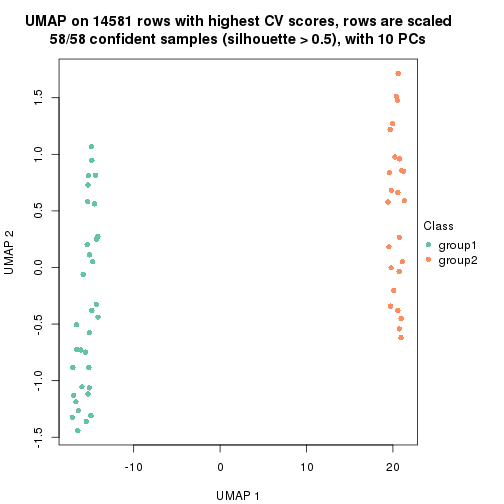 UMAP on 14581 rows with highest CV scores, rows are scaled
58/58 confident samples (silhouette > 0.5), with 10 PCs
1.5
1.0
0.5
0.0
-0.5
-1.0
-1.5
UMAP 2
-10
0
10
20
UMAP 1
Class
group1
group2